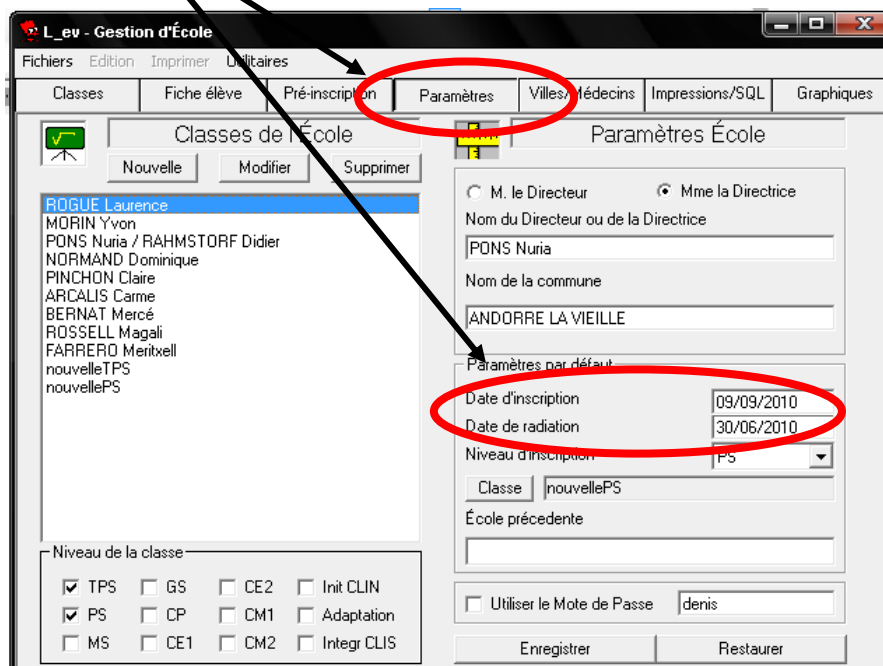 L_ev - Gestion d'École
Fichiers Edition Imprimer Utilitaires
Classes Fiche élève Pré-inscription Paramètres Villes/Médecins Impressions/SQL Graphiques
Classes de l'École
Nouvelle Modifier Supprimer
ROGUE Laurence
MORIN Yvon
PONS Nuria / RAHMSTORF Didier
NORMAND Dominique
PINCHON Claire
ARCALIS Carme
BERNAT Mercé
ROSSELL Magali
FARRERO Meritxell
nouvelleTPS
nouvellePS
Niveau de la classe
TPS GS CE2 Init CLIN
PS CP CM1 Adaptation
MS CE1 CM2 Integr CLIS
Paramètres École
M. le Directeur Mme la Directrice
Nom du Directeur ou de la Directrice
PONS Nuria
Nom de la commune
ANDORRE LA VIEILLE
Paramètres par défaut
Date d'inscription 09/09/2010
Date de radiation 30/06/2010
Niveau d'inscription PS
Classe nouvellePS
École précedente
Utiliser le Mote de Passe denis
Enregistrer Restaurer